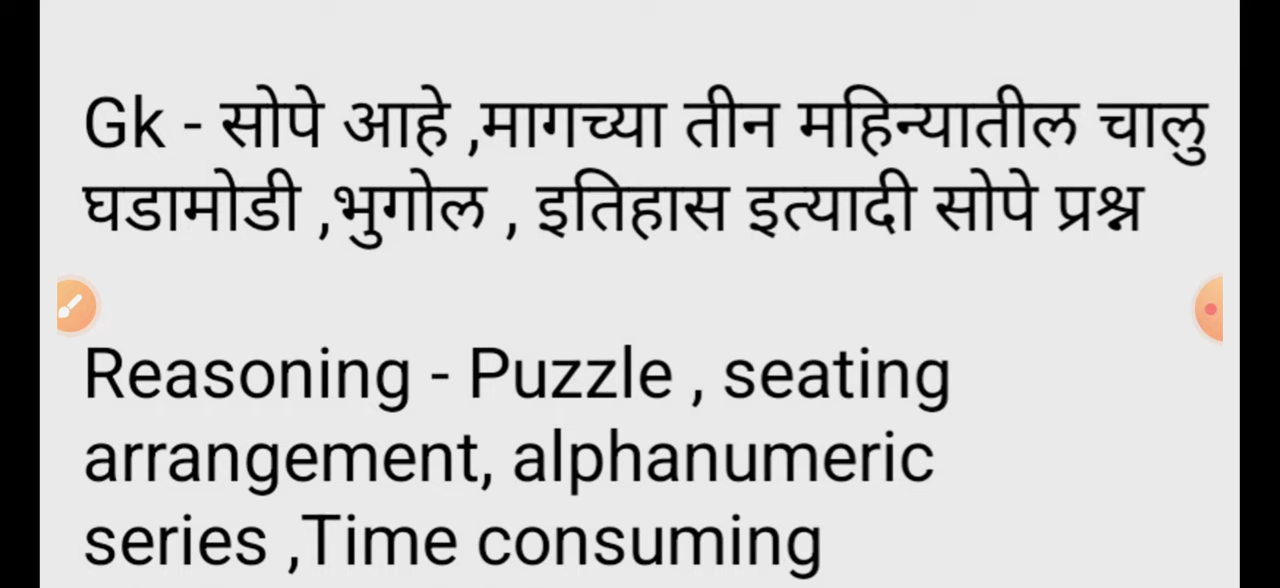 Gk - सोपे आहे ,मागच्या तीन महिन्यातील चालु
घडामोडी ,भुगोल , इतिहास इत्यादी सोपे प्रश्न
Reasoning - Puzzle , seating
arrangement, alphanumeric
series ,Time consuming